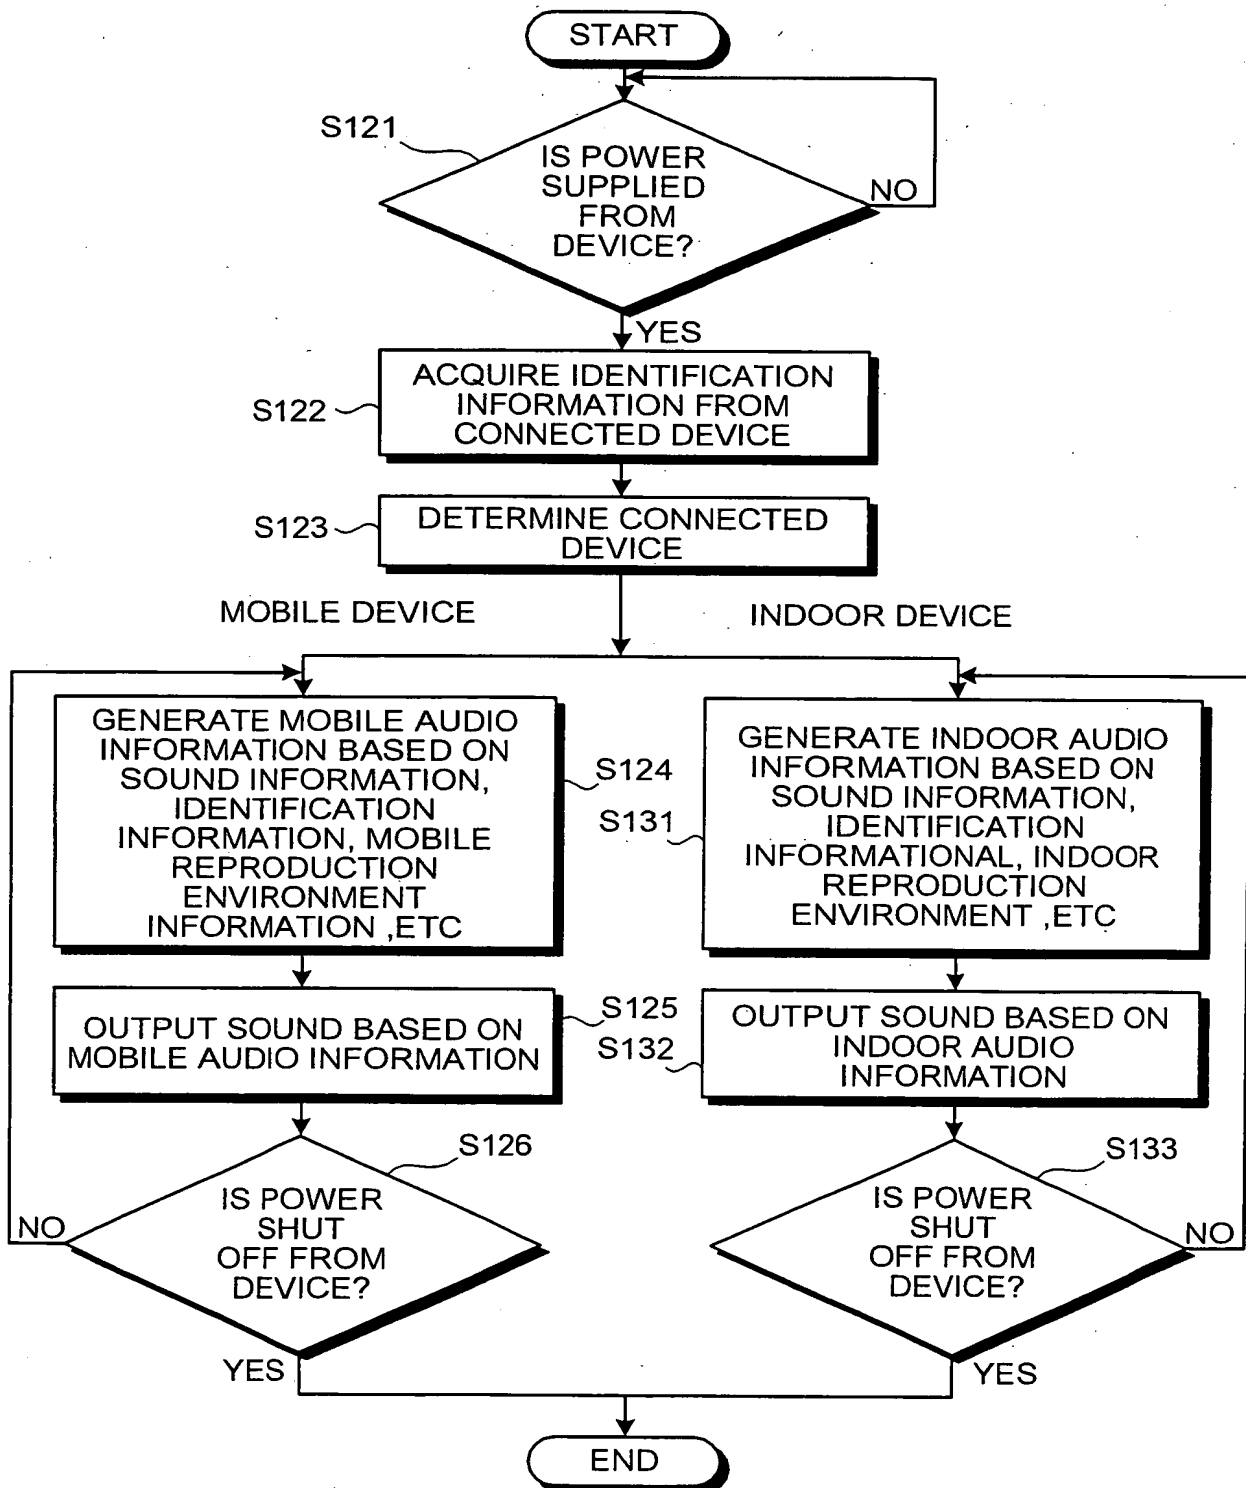 START
S121
IS POWER
SUPPLIED
FROM
DEVICE?
NO
YES
S122
ACQUIRE IDENTIFICATION
INFORMATION FROM
CONNECTED DEVICE
S123
DETERMINE CONNECTED
DEVICE
MOBILE DEVICE
INDOOR DEVICE
GENERATE MOBILE AUDIO
INFORMATION BASED ON
SOUND INFORMATION,
IDENTIFICATION
INFORMATION, MOBILE
REPRODUCTION
ENVIRONMENT
INFORMATION ,ETC
S124
S131
GENERATE INDOOR AUDIO
INFORMATION BASED ON
SOUND INFORMATION,
IDENTIFICATION
INFORMATIONAL, INDOOR
REPRODUCTION
ENVIRONMENT ,ETC
OUTPUT SOUND BASED ON
MOBILE AUDIO INFORMATION
S125
S132
OUTPUT SOUND BASED ON
INDOOR AUDIO
INFORMATION
S126
IS POWER
SHUT
OFF FROM
DEVICE?
NO
YES
S133
IS POWER
SHUT
OFF FROM
DEVICE?
NO
YES
END